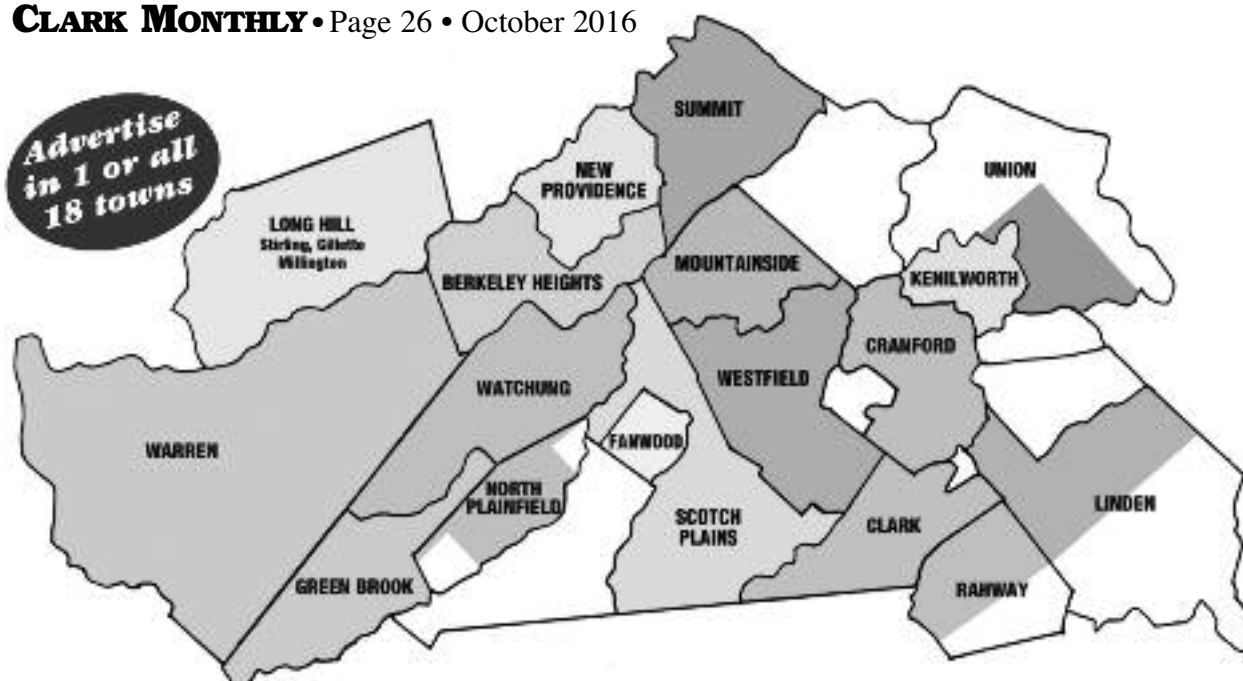 CLARK MONTHLY • Page 26 • October 2016
Advertise
in 1 or all
18 towns
SUMMIT
NEW
PROVIDENCE
UNION
LONG HILL
Stirling, Gillette
Millington
BERKELEY HEIGHTS
MOUNTAINSIDE
KENILWORTH
CRANFORD
WATCHUNG
WESTFIELD
WARREN
FANWOOD
NORTH
PLAINFIELD
SCOTCH
PLAINS
CLARK
LINDEN
GREEN BROOK
RAHWAY